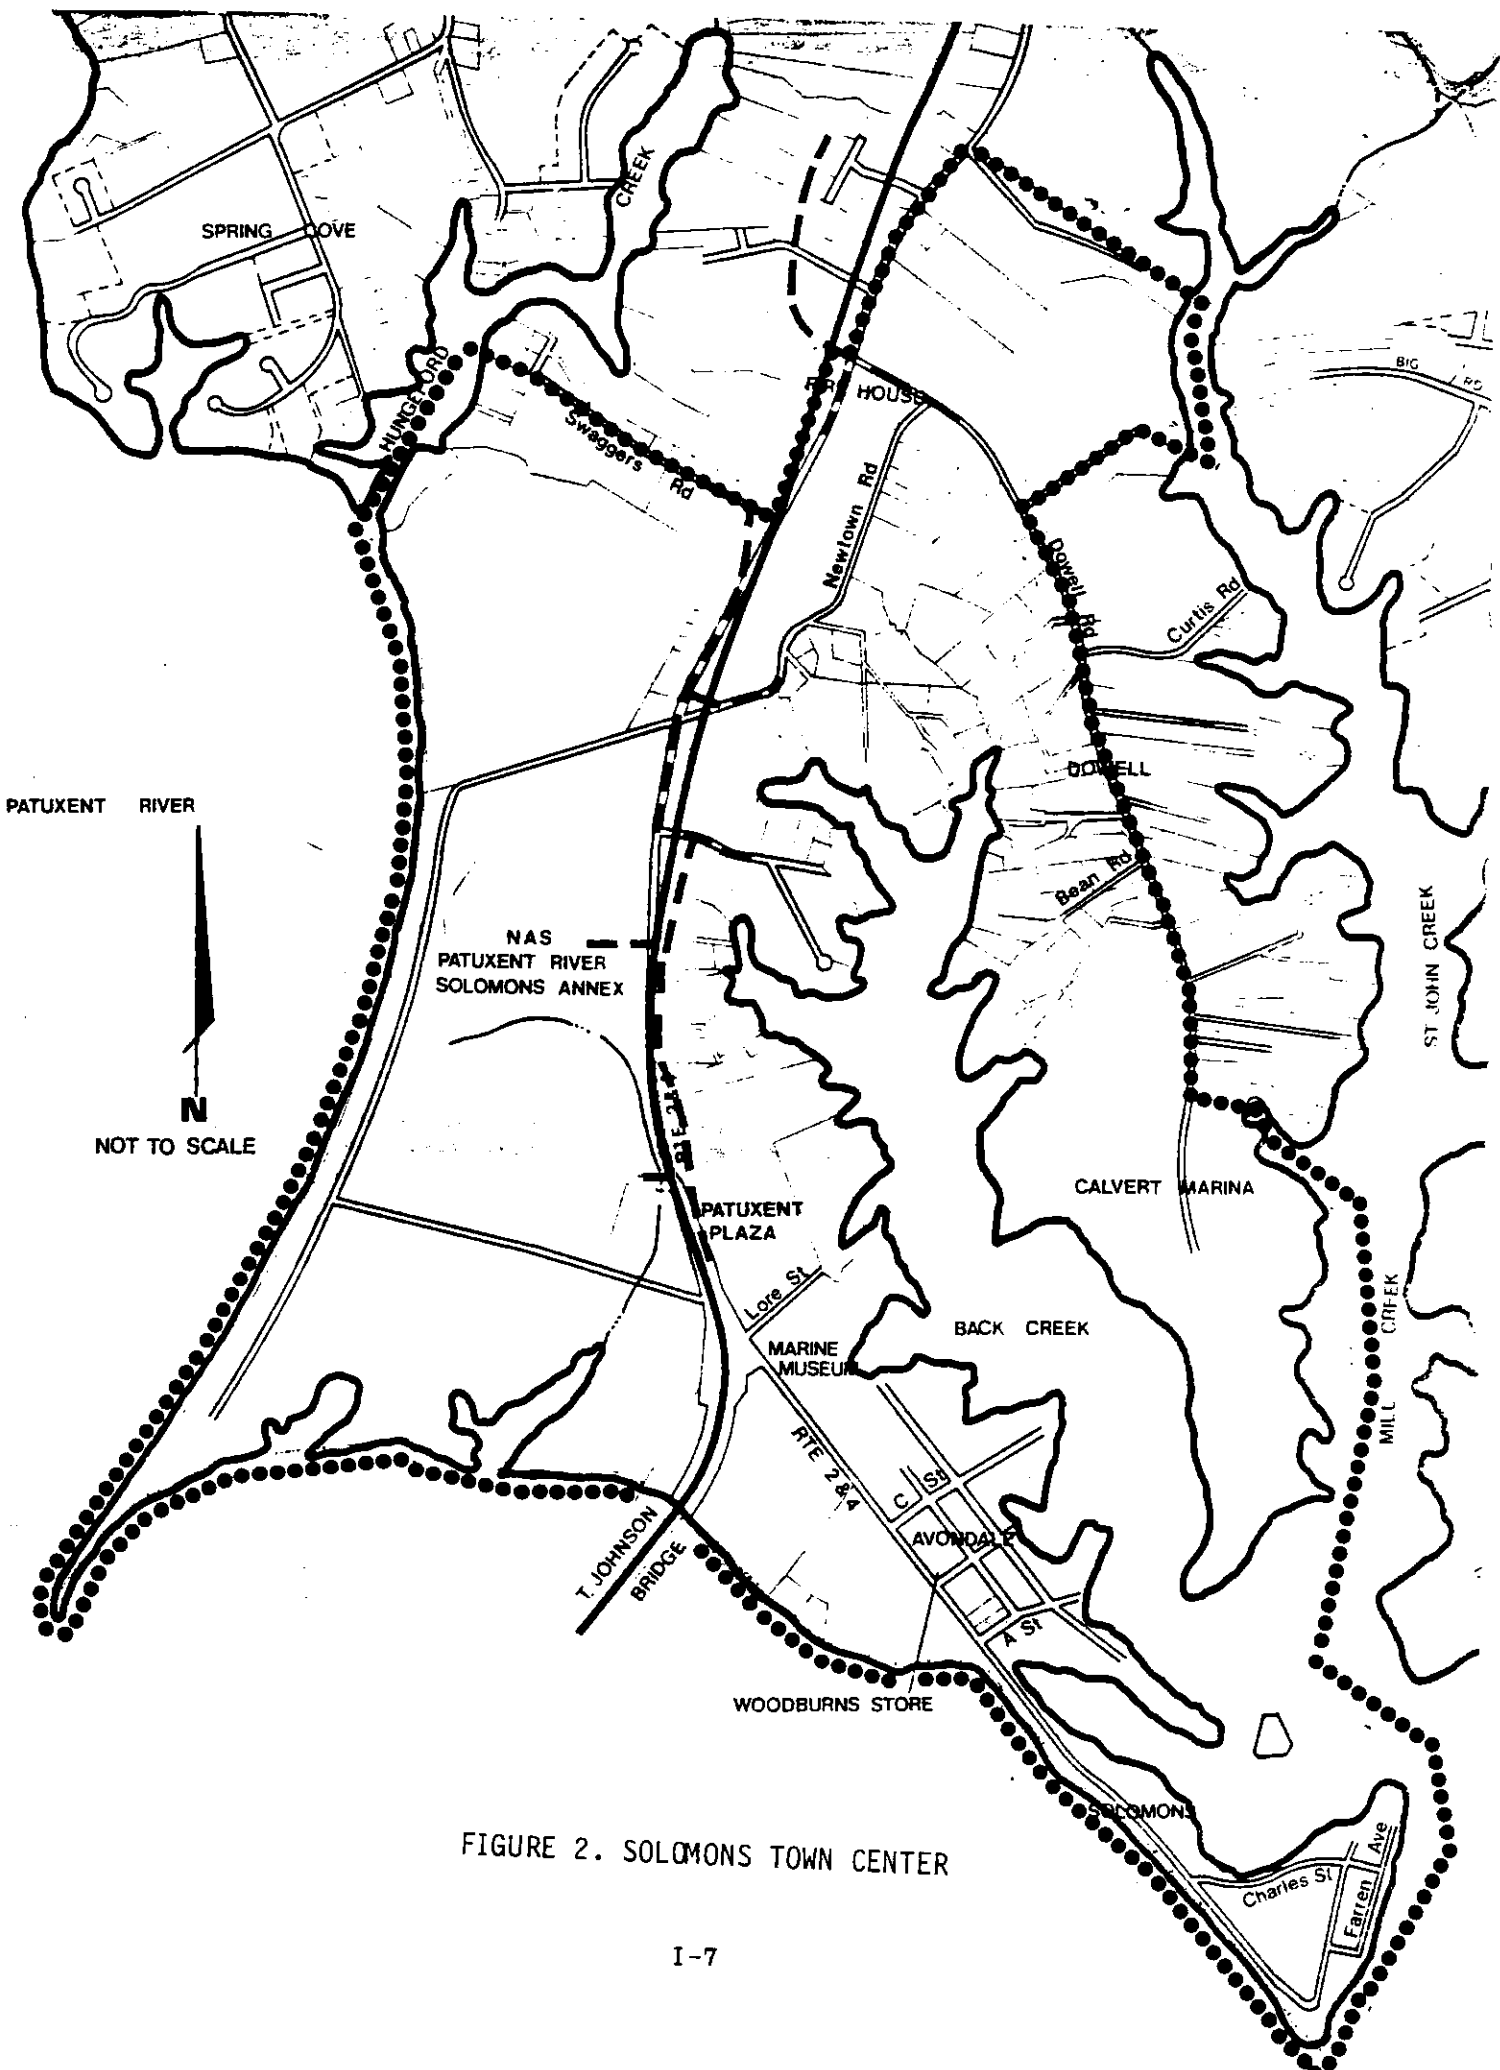 CREEK
SPRING COVE
BIG RD
HUNGEFORD
FIRE HOUSE
Swaggers Rd
Newtown Rd
Dowell Rd
Curtis Rd
DOWELL
PATUXENT RIVER
Bean Rd
ST JOHN CREEK
NAS
PATUXENT RIVER
SOLOMONS ANNEX
RTE 2&4
N
NOT TO SCALE
CALVERT MARINA
PATUXENT
PLAZA
Lore St
BACK CREEK
MARINE
MUSEUM
MILL CREEK
RTE 2&4
C St
AVONDALE
T. JOHNSON
BRIDGE
A St
WOODBURNS STORE
SOLOMONS
Charles St
Farren Ave
FIGURE 2. SOLOMONS TOWN CENTER
I-7